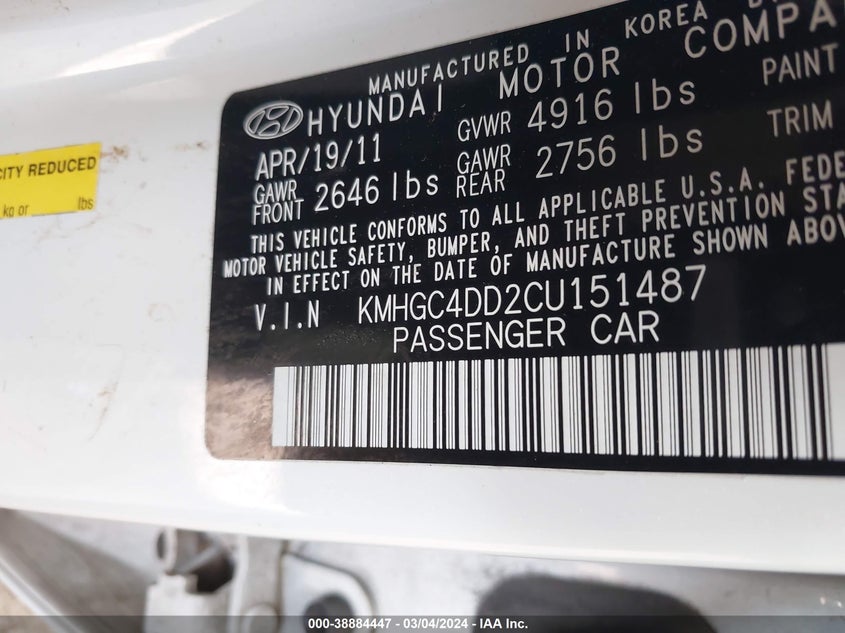 MANUFACTURED IN KOREA
HYUNDAI MOTOR COMPA
APR/19/11 GVWR 4916 lbs PAINT
GAWR FRONT 2646 lbs GAWR REAR 2756 lbs TRIM
THIS VEHICLE CONFORMS TO ALL APPLICABLE U.S.A. FEDE
MOTOR VEHICLE SAFETY, BUMPER, AND THEFT PREVENTION STA
IN EFFECT ON THE DATE OF MANUFACTURE SHOWN ABOV
V.I.N KMHGC4DD2CU151487
PASSENGER CAR
CITY REDUCED
kg or lbs
000-38884447 - 03/04/2024 - IAA Inc.